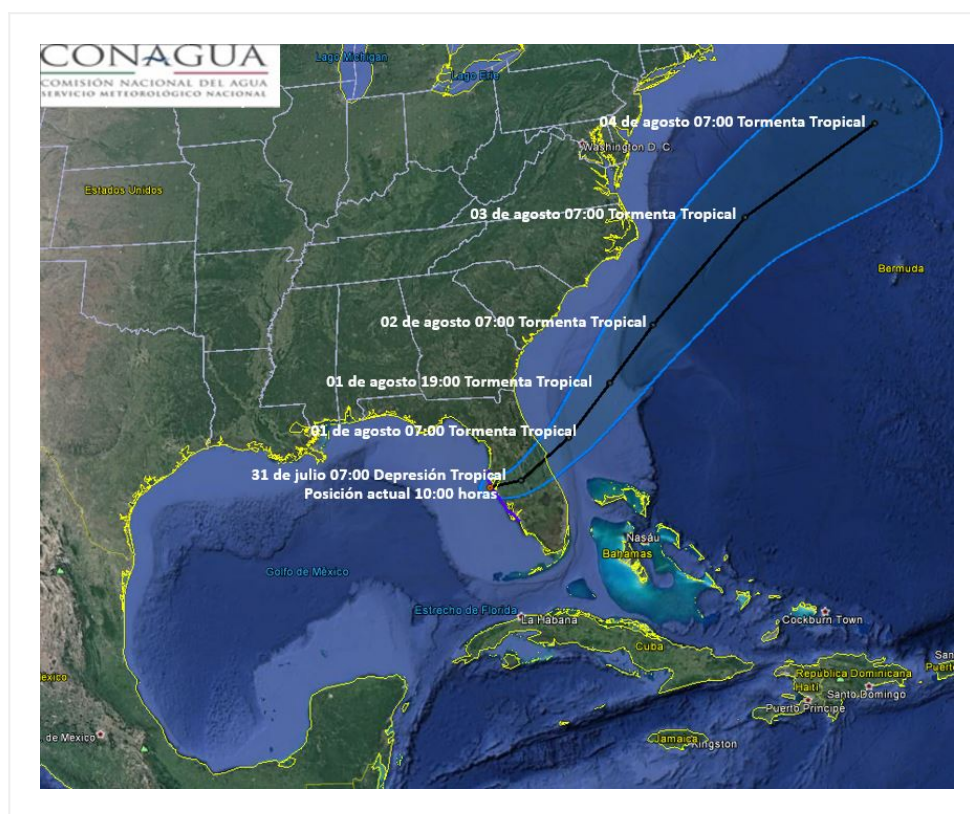 CONAGUA
COMISIÓN NACIONAL DEL AGUA
SERVICIO METEOROLÓGICO NACIONAL
Lago Michigan
Lago Erie
04 de agosto 07:00 Tormenta Tropical
Washington D. C.
Estados Unidos
03 de agosto 07:00 Tormenta Tropical
Bermuda
02 de agosto 07:00 Tormenta Tropical
01 de agosto 19:00 Tormenta Tropical
01 de agosto 07:00 Tormenta Tropical
31 de julio 07:00 Depresión Tropical
Posición actual 10:00 horas
Nasáu
Bahamas
Golfo de México
Estrecho de Florida
La Habana
Cockburn Town
Cuba
San
Puerto
República Dominicana
Haití
Santo Domingo
Puerto Príncipe
de Mexico
Jamaica
Kingston